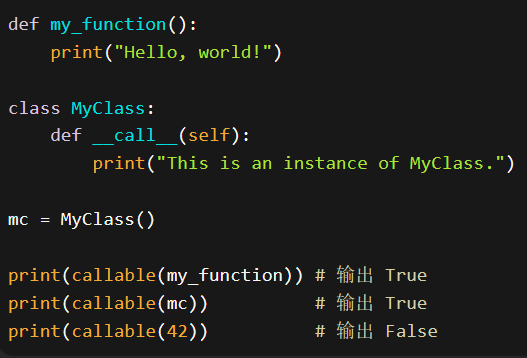 def my_function():
    print("Hello, world!")

class MyClass:
    def __call__(self):
        print("This is an instance of MyClass.")

mc = MyClass()

print(callable(my_function)) # 输出 True
print(callable(mc))          # 输出 True
print(callable(42))          # 输出 False